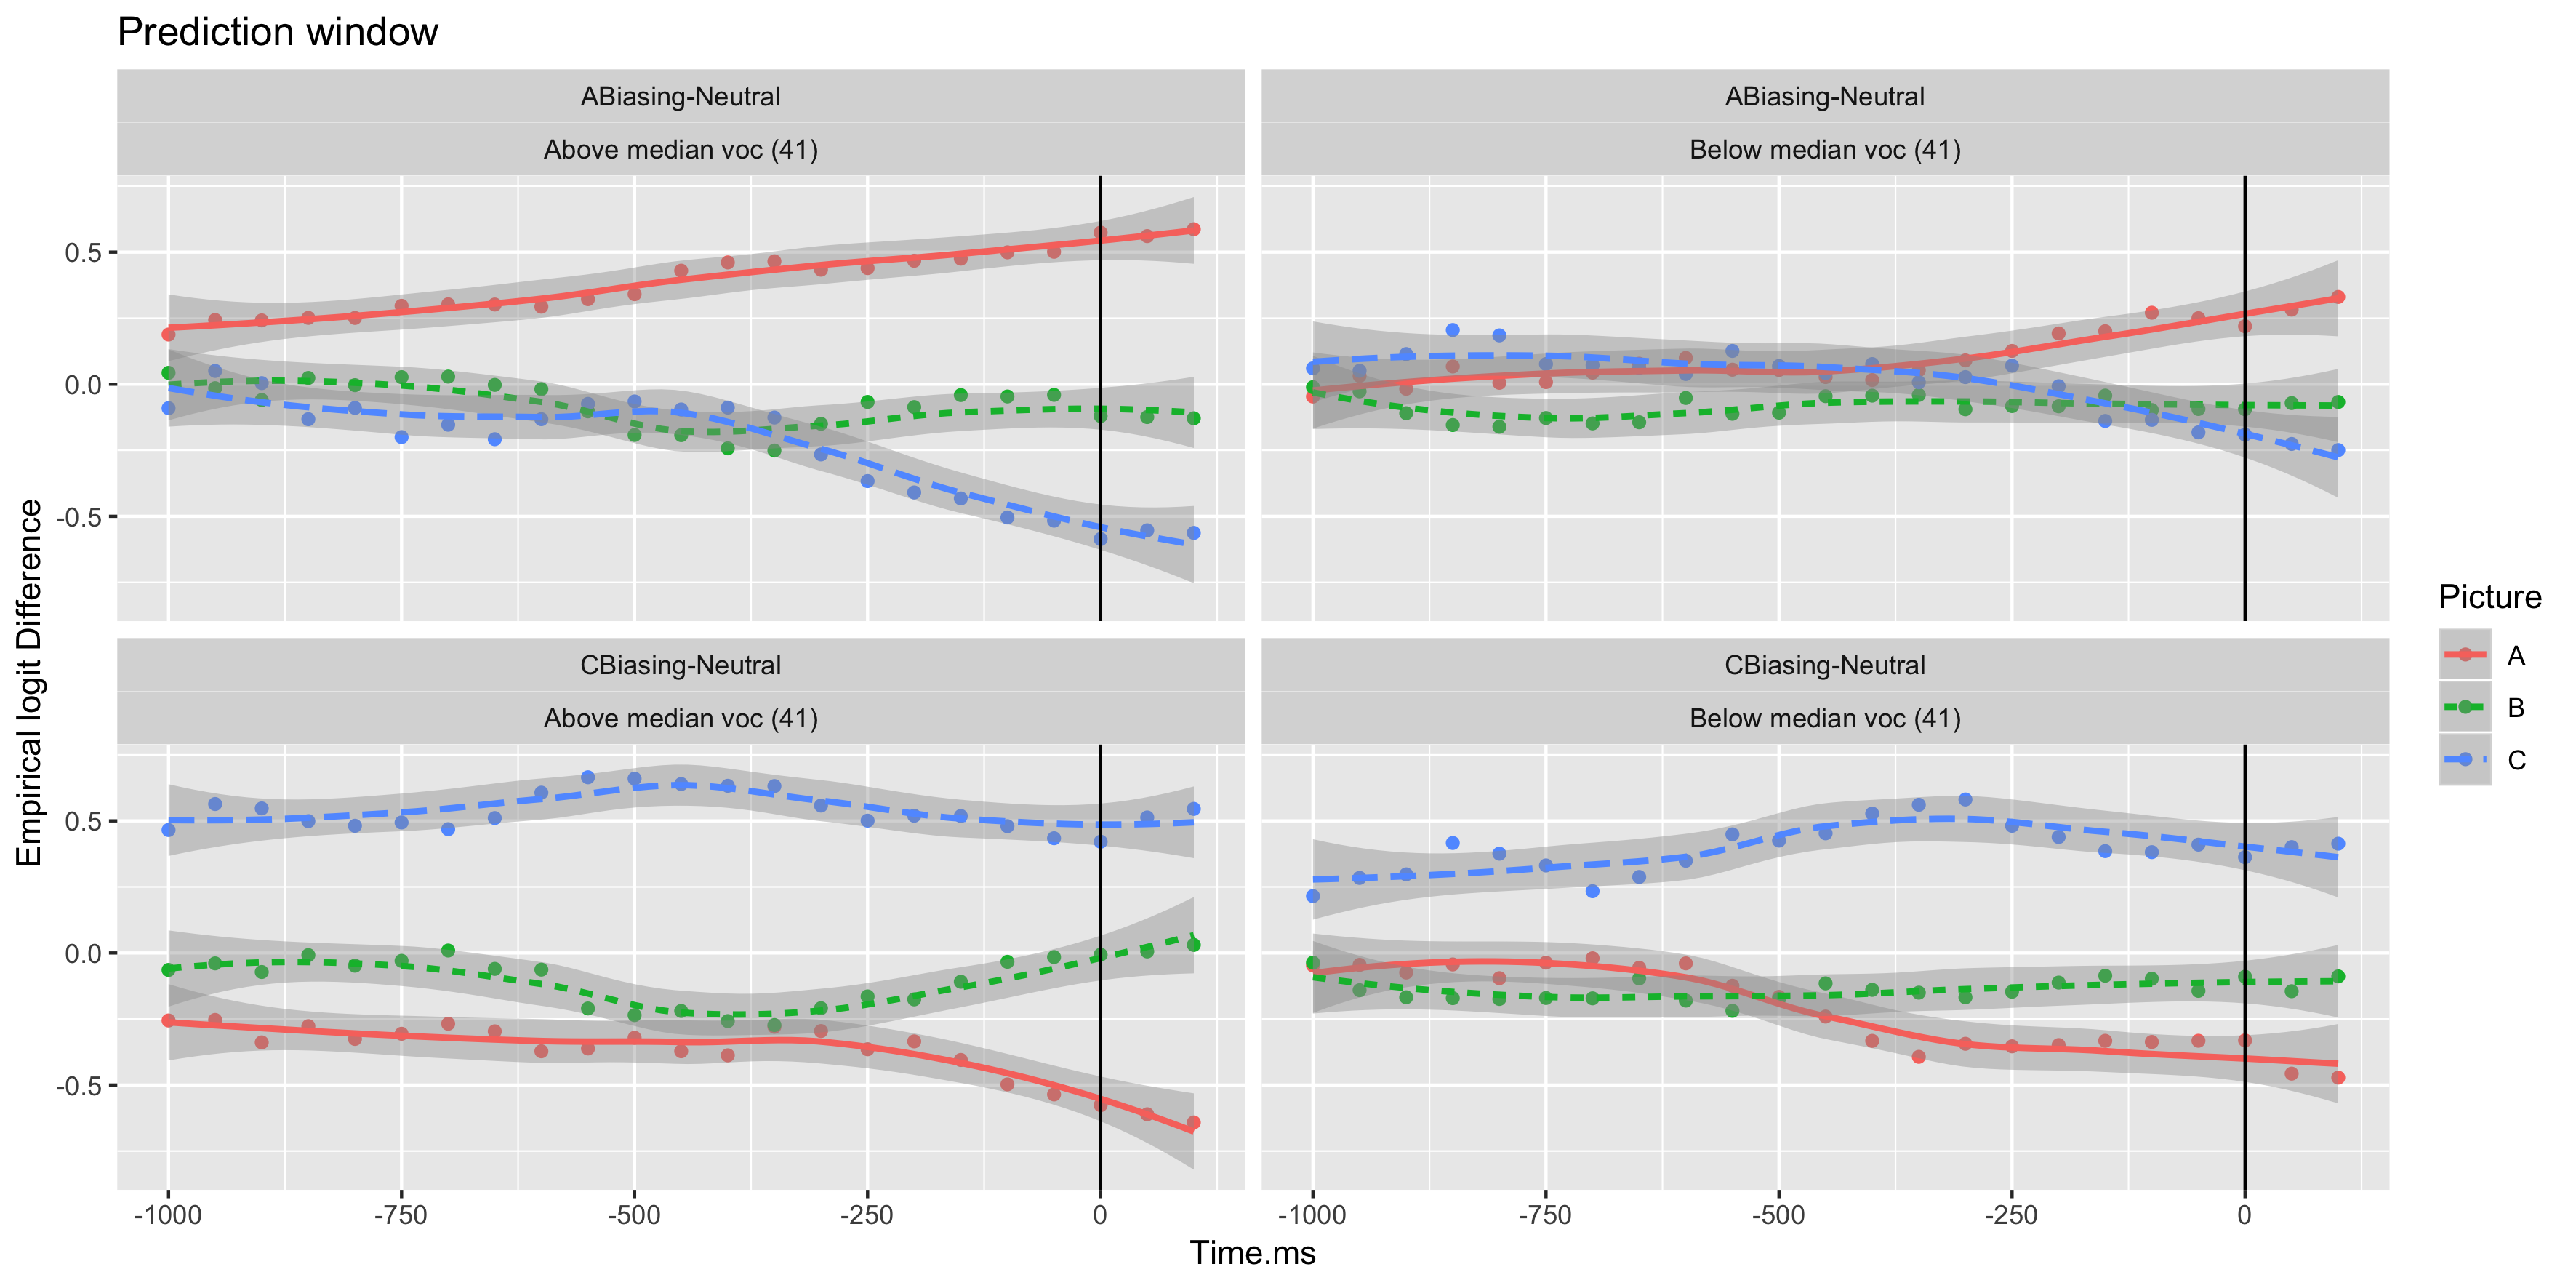 Prediction window
ABiasing-Neutral
Above median voc (41)
ABiasing-Neutral
Below median voc (41)
0.5
0.0
-0.5
CBiasing-Neutral
Above median voc (41)
CBiasing-Neutral
Below median voc (41)
0.5
0.0
-0.5
-1000 -750 -500 -250 0
-1000 -750 -500 -250 0
Time.ms
Empirical logit Difference
Picture
A
B
C